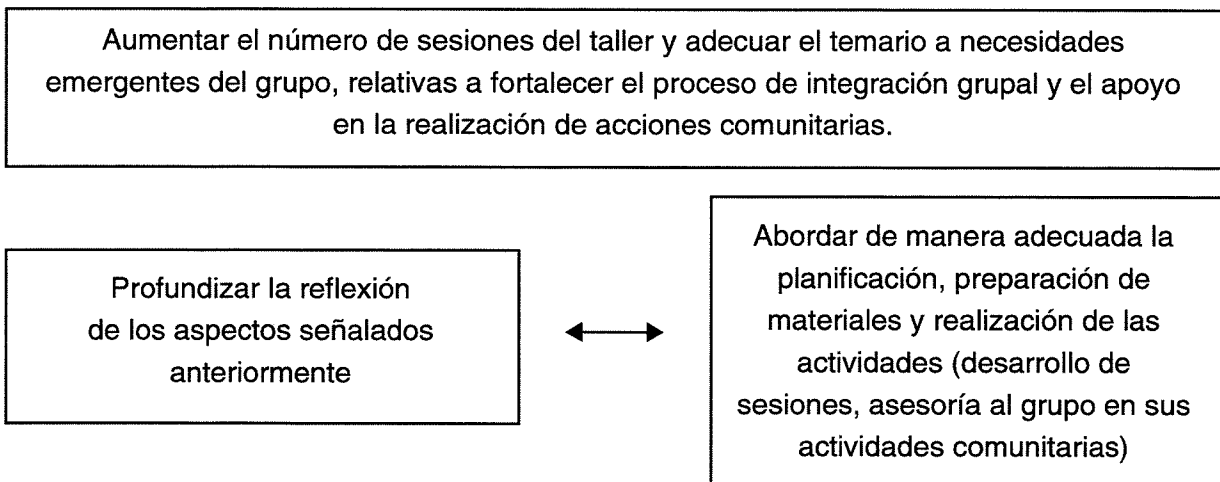 Aumentar el número de sesiones del taller y adecuar el temario a necesidades
emergentes del grupo, relativas a fortalecer el proceso de integración grupal y el apoyo
en la realización de acciones comunitarias.
Profundizar la reflexión
de los aspectos señalados
anteriormente
Abordar de manera adecuada la
planificación, preparación de
materiales y realización de las
actividades (desarrollo de
sesiones, asesoría al grupo en sus
actividades comunitarias)